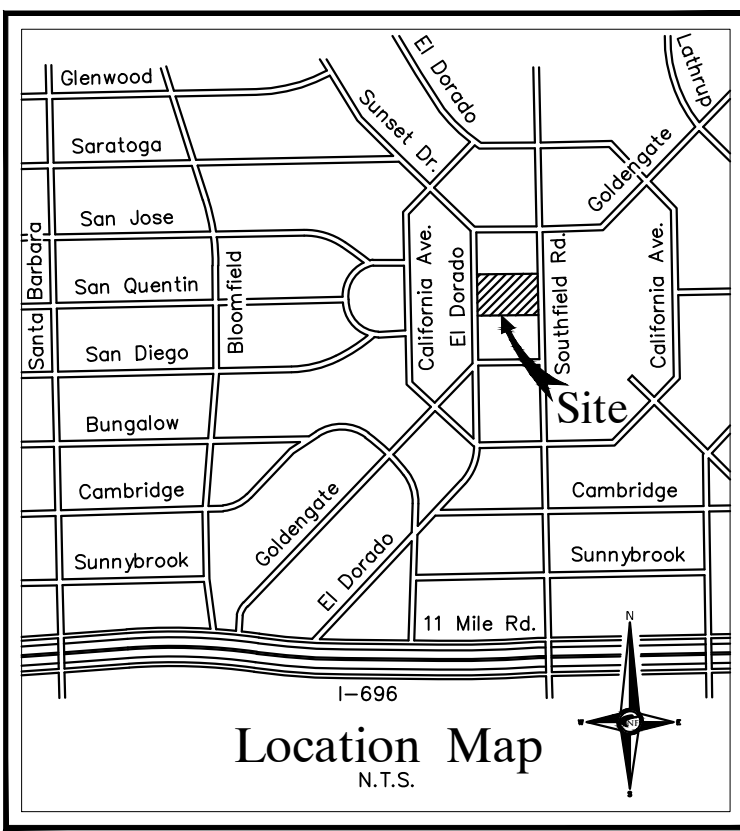 Glenwood
El Dorado
Lathrup
Sunset Dr.
Saratoga
Goldengate
San Jose
Santa Barbara
Bloomfield
California Ave.
El Dorado
Southfield Rd.
California Ave.
San Quentin
San Diego
Site
Bungalow
Cambridge
Goldengate
Cambridge
Sunnybrook
El Dorado
Sunnybrook
11 Mile Rd.
N
I-696
W
NF
E
Location Map
N.T.S.
S